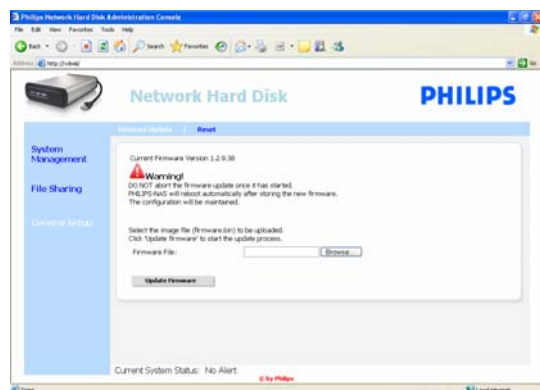 Philips Network Hard Disk Administration Console
File Edit View Favorites Tools Help
Back Search Favorites
Address Go
Network Hard Disk
PHILIPS
Firmware Update | Reset
System
Management
File Sharing
General Setup
Current Firmware Version 1.2.9.38
Warning!
DO NOT abort the firmware update once it has started.
PHILIPS-NAS will reboot automatically after storing the new firmware.
The configuration will be maintained.
Select the image file (firmware.bin) to be uploaded.
Click 'Update firmware' to start the update process.
Firmware File:
Browse...
Update Firmware
Current System Status: No Alert
© by Philips
Local intranet